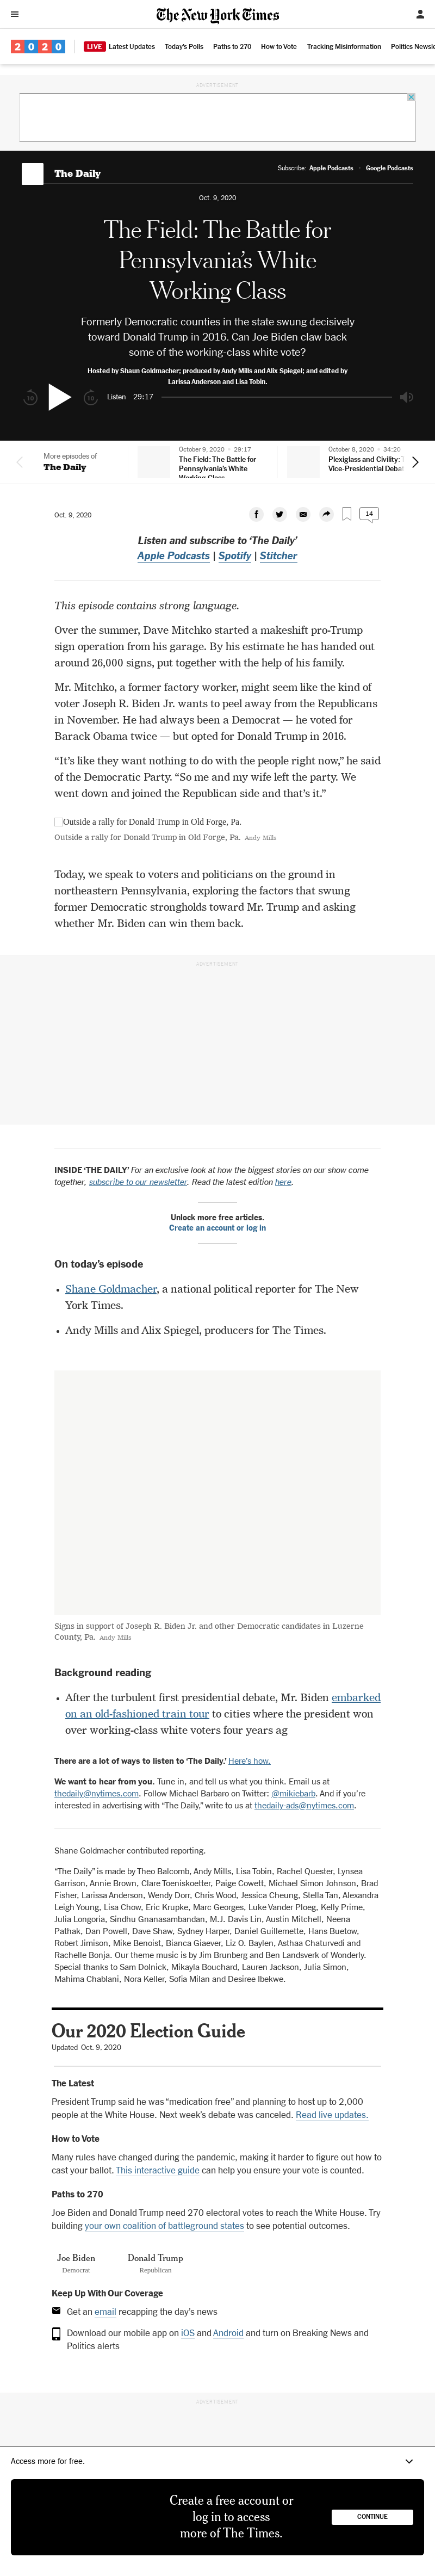 The New York Times
2020
LIVE Latest Updates Today's Polls Paths to 270 How to Vote Tracking Misinformation Politics Newsle
ADVERTISEMENT
The Daily
Subscribe: Apple Podcasts · Google Podcasts
Oct. 9, 2020
The Field: The Battle for
Pennsylvania's White
Working Class
Formerly Democratic counties in the state swung decisively
toward Donald Trump in 2016. Can Joe Biden claw back
some of the working-class white vote?
Hosted by Shaun Goldmacher; produced by Andy Mills and Alix Spiegel; and edited by
Larissa Anderson and Lisa Tobin.
10 10 Listen 29:17
More episodes of
The Daily
October 9, 2020 · 29:17
The Field: The Battle for
Pennsylvania's White
Working Class
October 8, 2020 · 34:20
Plexiglass and Civility: T
Vice-Presidential Debat
Oct. 9, 2020
14
Listen and subscribe to 'The Daily'
Apple Podcasts | Spotify | Stitcher
This episode contains strong language.
Over the summer, Dave Mitchko started a makeshift pro-Trump
sign operation from his garage. By his estimate he has handed out
around 26,000 signs, put together with the help of his family.
Mr. Mitchko, a former factory worker, might seem like the kind of
voter Joseph R. Biden Jr. wants to peel away from the Republicans
in November. He had always been a Democrat — he voted for
Barack Obama twice — but opted for Donald Trump in 2016.
“It's like they want nothing to do with the people right now,” he said
of the Democratic Party. “So me and my wife left the party. We
went down and joined the Republican side and that's it.”
Outside a rally for Donald Trump in Old Forge, Pa.
Outside a rally for Donald Trump in Old Forge, Pa. Andy Mills
Today, we speak to voters and politicians on the ground in
northeastern Pennsylvania, exploring the factors that swung
former Democratic strongholds toward Mr. Trump and asking
whether Mr. Biden can win them back.
ADVERTISEMENT
INSIDE 'THE DAILY' For an exclusive look at how the biggest stories on our show come
together, subscribe to our newsletter. Read the latest edition here.
Unlock more free articles.
Create an account or log in
On today's episode
• Shane Goldmacher, a national political reporter for The New
York Times.
• Andy Mills and Alix Spiegel, producers for The Times.
Signs in support of Joseph R. Biden Jr. and other Democratic candidates in Luzerne
County, Pa. Andy Mills
Background reading
• After the turbulent first presidential debate, Mr. Biden embarked
on an old-fashioned train tour to cities where the president won
over working-class white voters four years ag
There are a lot of ways to listen to 'The Daily.' Here's how.
We want to hear from you. Tune in, and tell us what you think. Email us at
thedaily@nytimes.com. Follow Michael Barbaro on Twitter: @mikiebarb. And if you're
interested in advertising with “The Daily,” write to us at thedaily-ads@nytimes.com.
Shane Goldmacher contributed reporting.
“The Daily” is made by Theo Balcomb, Andy Mills, Lisa Tobin, Rachel Quester, Lynsea
Garrison, Annie Brown, Clare Toeniskoetter, Paige Cowett, Michael Simon Johnson, Brad
Fisher, Larissa Anderson, Wendy Dorr, Chris Wood, Jessica Cheung, Stella Tan, Alexandra
Leigh Young, Lisa Chow, Eric Krupke, Marc Georges, Luke Vander Ploeg, Kelly Prime,
Julia Longoria, Sindhu Gnanasambandan, M.J. Davis Lin, Austin Mitchell, Neena
Pathak, Dan Powell, Dave Shaw, Sydney Harper, Daniel Guillemette, Hans Buetow,
Robert Jimison, Mike Benoist, Bianca Giaever, Liz O. Baylen, Asthaa Chaturvedi and
Rachelle Bonja. Our theme music is by Jim Brunberg and Ben Landsverk of Wonderly.
Special thanks to Sam Dolnick, Mikayla Bouchard, Lauren Jackson, Julia Simon,
Mahima Chablani, Nora Keller, Sofia Milan and Desiree Ibekwe.
Our 2020 Election Guide
Updated Oct. 9, 2020
The Latest
President Trump said he was “medication free” and planning to host up to 2,000
people at the White House. Next week's debate was canceled. Read live updates.
How to Vote
Many rules have changed during the pandemic, making it harder to figure out how to
cast your ballot. This interactive guide can help you ensure your vote is counted.
Paths to 270
Joe Biden and Donald Trump need 270 electoral votes to reach the White House. Try
building your own coalition of battleground states to see potential outcomes.
Joe Biden Donald Trump
Democrat Republican
Keep Up With Our Coverage
Get an email recapping the day's news
Download our mobile app on iOS and Android and turn on Breaking News and
Politics alerts
ADVERTISEMENT
Access more for free.
Create a free account or
log in to access
more of The Times.
CONTINUE